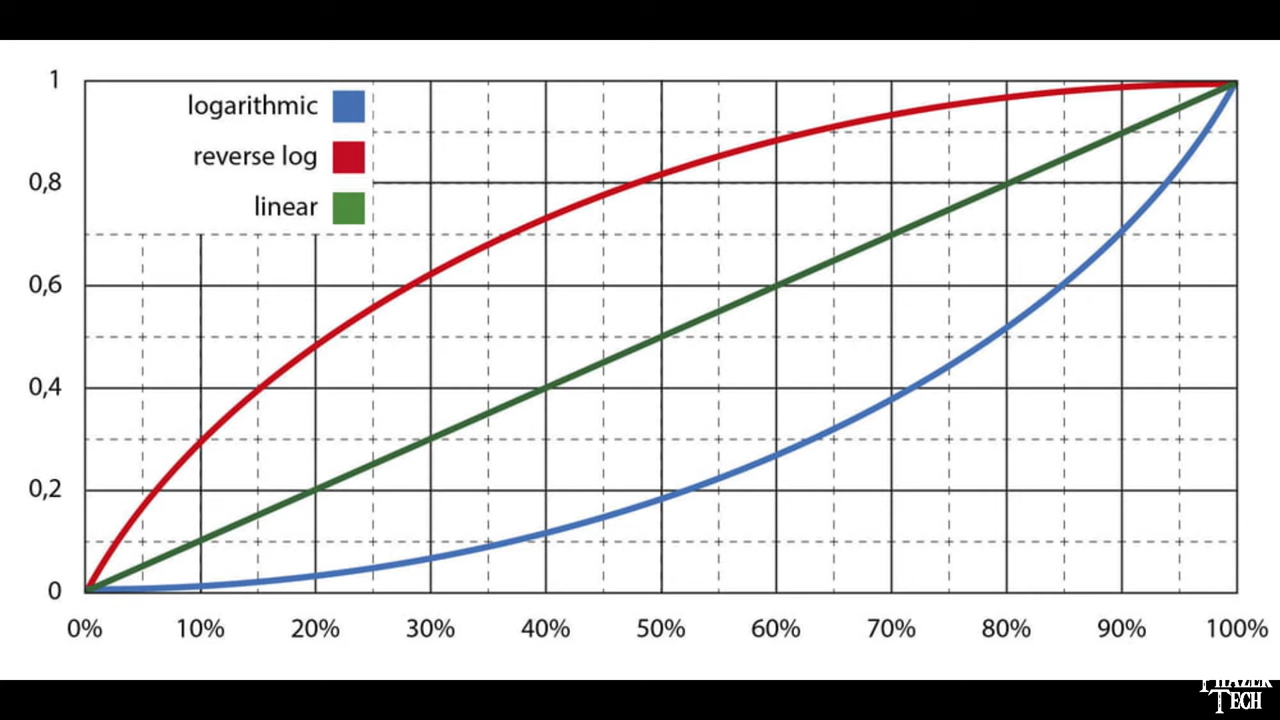 1
logarithmic
reverse log
0,8
linear
0,6
0,4
0,2
0
0% 10% 20% 30% 40% 50% 60% 70% 80% 90% 100%
PHAZER
TECH